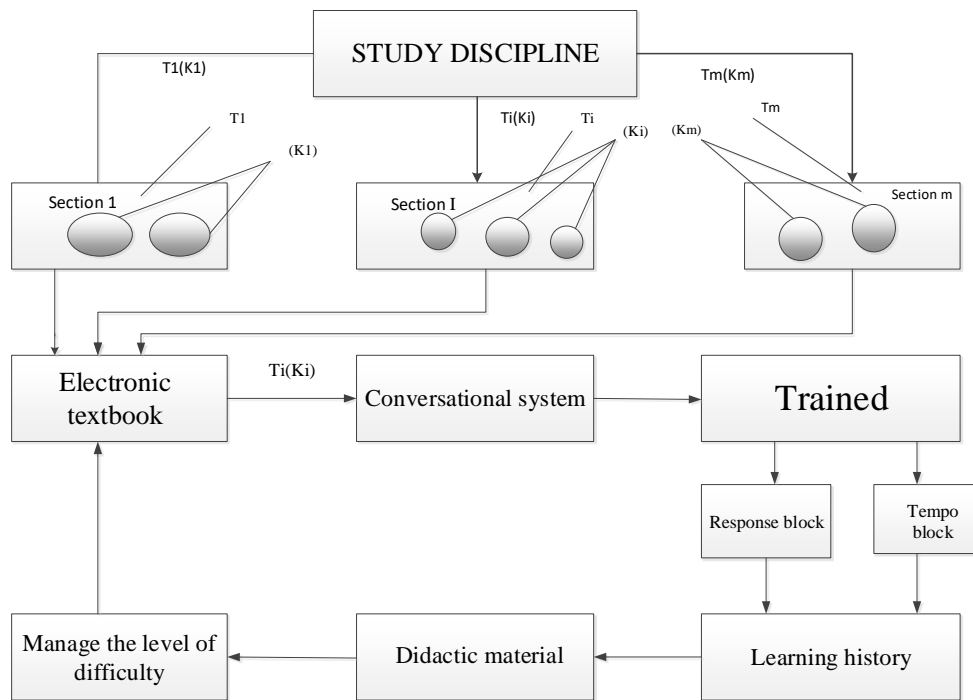 STUDY DISCIPLINE
T1(K1)
Tm(Km)
Ti(Ki)
T1
Ti
(Ki)
(Km)
Tm
(K1)
Section 1
Section I
Section m
Electronic
textbook
Ti(Ki)
Conversational system
Trained
Response block
Tempo
block
Manage the level of
difficulty
Didactic material
Learning history